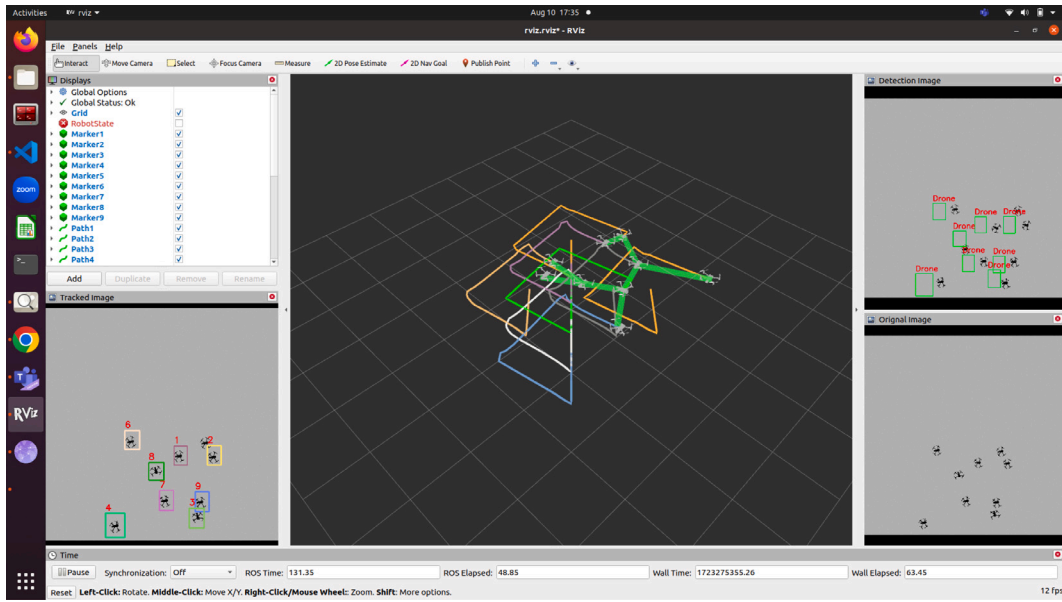 Activities RViz rviz Aug 10 17:35
rviz.rviz* - RViz
File Panels Help
Interact Move Camera Select Focus Camera Measure 2D Pose Estimate 2D Nav Goal Publish Point
Displays
Global Options
Global Status: Ok
Grid
RobotState
Marker1
Marker2
Marker3
Marker4
Marker5
Marker6
Marker7
Marker8
Marker9
Path1
Path2
Path3
Path4
Add Duplicate Remove Rename
Tracked Image
6
1
2
8
7
9
3
4
Detection Image
Drone
Drone Drone
Drone
Drone Drone
Drone Drone
Orignal Image
zoom
RViz
Time
Pause Synchronization: Off ROS Time: 131.35 ROS Elapsed: 48.85 Wall Time: 1723275355.26 Wall Elapsed: 63.45
Reset Left-Click: Rotate. Middle-Click: Move X/Y. Right-Click/Mouse Wheel:: Zoom. Shift: More options. 12 fps